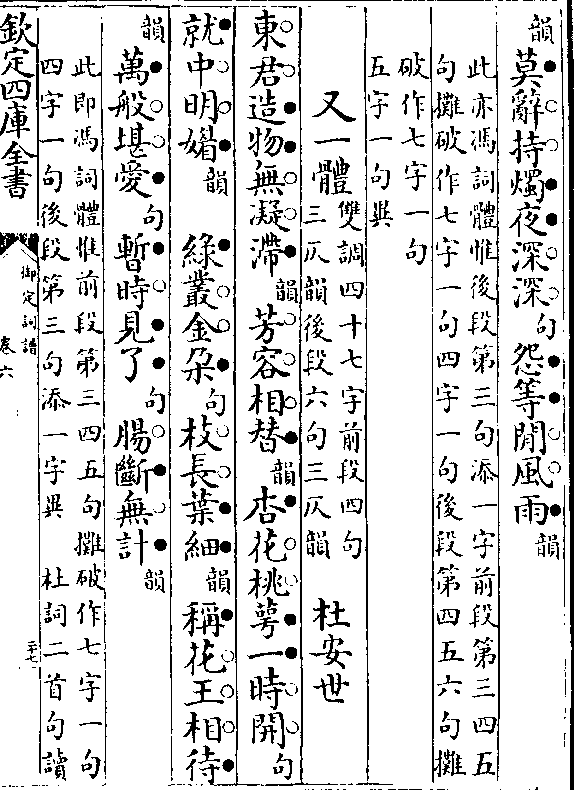 韻　莫辭持燭夜深深句　怨等閒風雨韻
此亦馮詞體惟後段第三句添一字前段第三四五
句攤破作七字一句四字一句後段第四五六句攤
破作七字一句
五字一句異
又一體　雙調四十七字前段四句
三仄韻後段六句三仄韻　杜安世
東君造物無凝滯韻　芳容相替韻　杏花桃萼一時開句
就中明媚韻　綠叢金朵句　枝長葉細韻　稱花王相待
韻　萬般堪愛句　暫時見了句　腸斷無計韻
此即馮詞體惟前段第三四五句攤破作七字一句
四字一句後段第三句添一字異　杜詞二首句讀
欽定四庫全書
御定詞譜
卷六
二十七